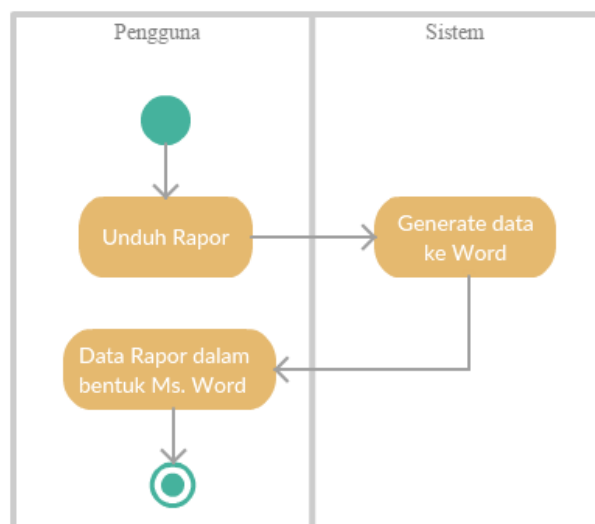 Pengguna
Sistem
Unduh Rapor
Generate data
ke Word
Data Rapor dalam
bentuk Ms. Word